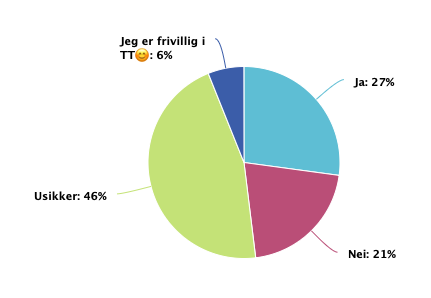 Jeg er frivillig i
TT😊: 6%
Ja: 27%
Usikker: 46%
Nei: 21%